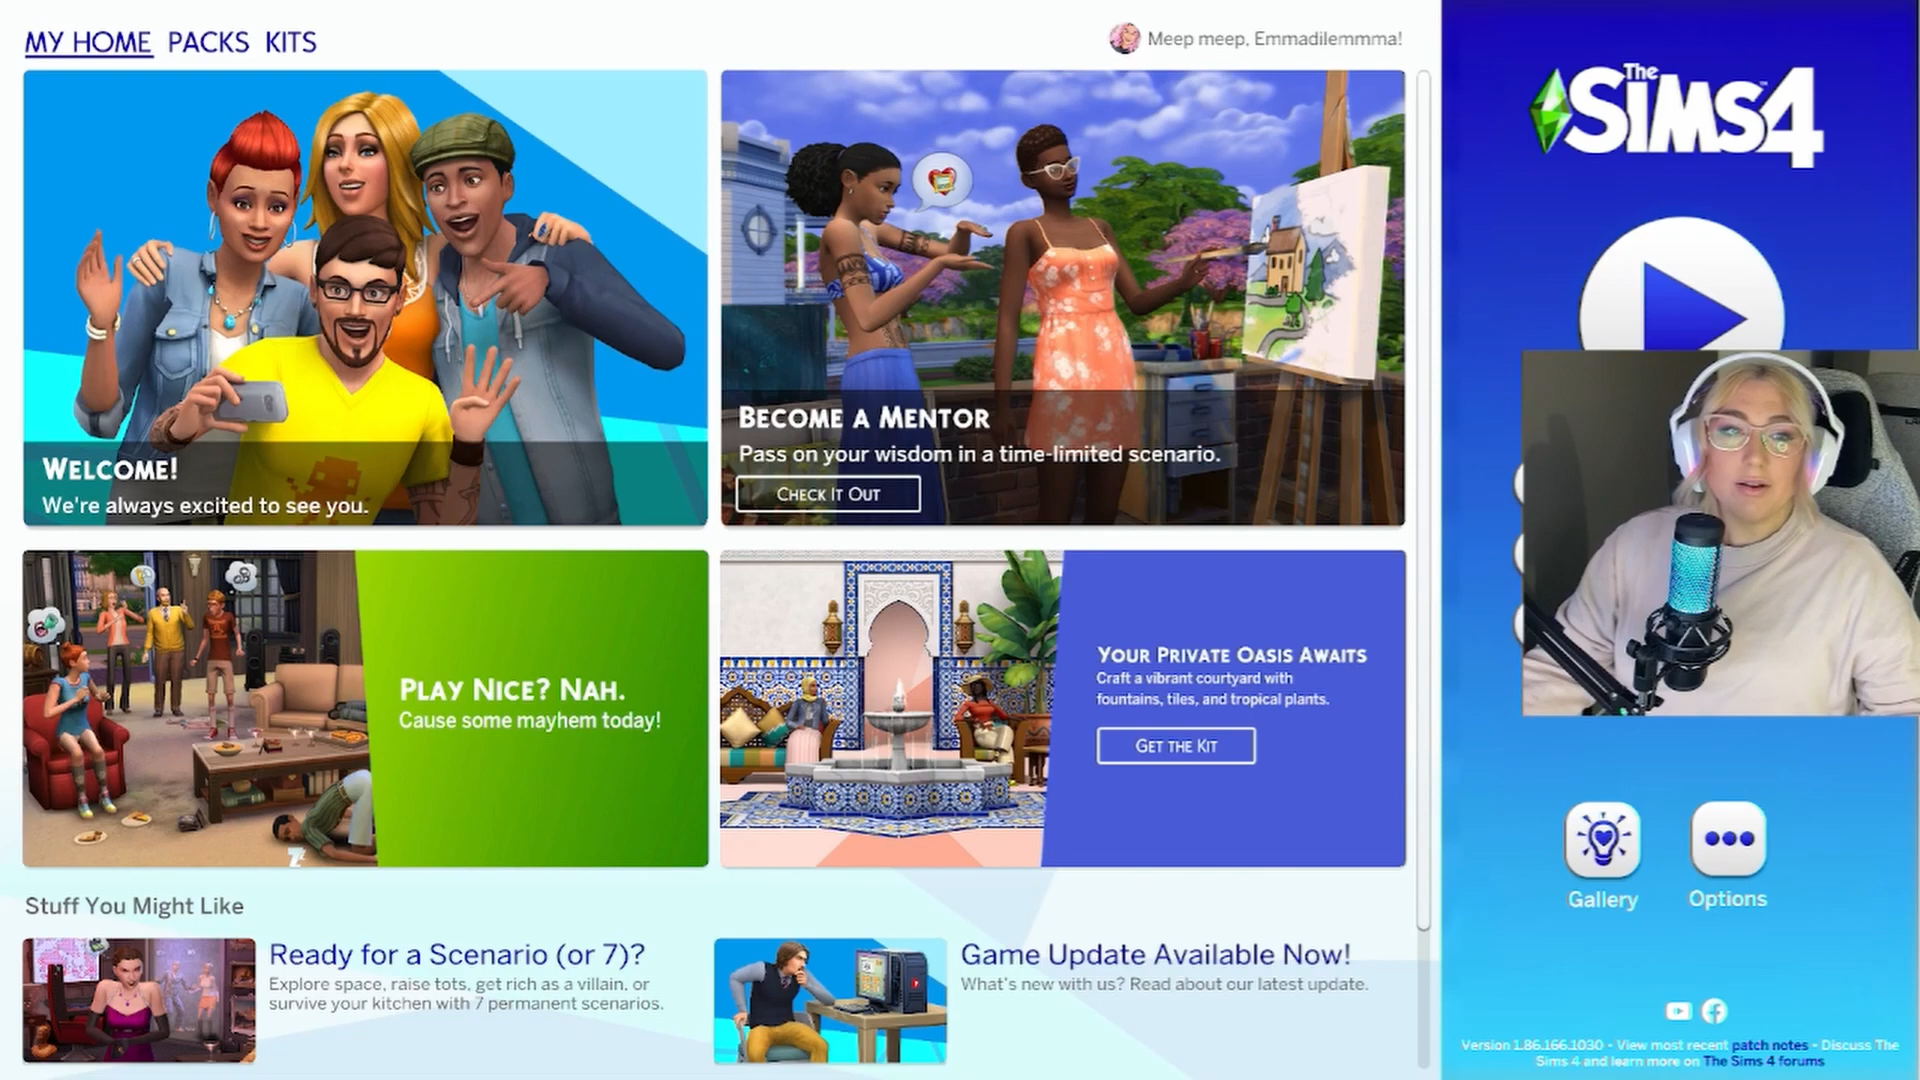 MY HOME PACKS KITS
Meep meep, Emmadilemmma!
The SIMS 4
WELCOME!
We're always excited to see you.
BECOME A MENTOR
Pass on your wisdom in a time-limited scenario.
CHECK IT OUT
PLAY NICE? NAH.
Cause some mayhem today!
YOUR PRIVATE OASIS AWAITS
Craft a vibrant courtyard with
fountains, tiles, and tropical plants.
GET THE KIT
Gallery
Options
Stuff You Might Like
Ready for a Scenario (or 7)?
Explore space, raise tots, get rich as a villain, or
survive your kitchen with 7 permanent scenarios.
Game Update Available Now!
What's new with us? Read about our latest update.
Version 1.86.166.1030 - View most recent patch notes - Discuss The
Sims 4 and learn more on The Sims 4 forums